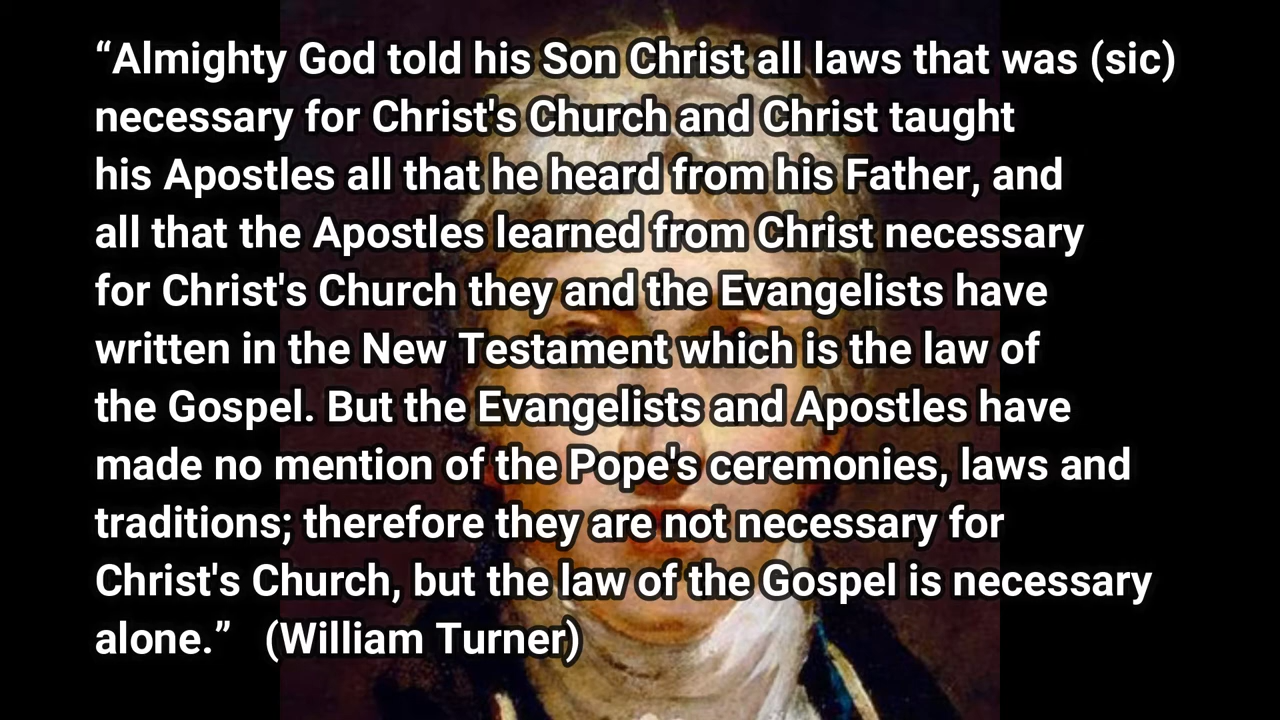 “Almighty God told his Son Christ all laws that was (sic)
necessary for Christ's Church and Christ taught
his Apostles all that he heard from his Father, and
all that the Apostles learned from Christ necessary
for Christ's Church they and the Evangelists have
written in the New Testament which is the law of
the Gospel. But the Evangelists and Apostles have
made no mention of the Pope's ceremonies, laws and
traditions; therefore they are not necessary for
Christ's Church, but the law of the Gospel is necessary
alone.” (William Turner)